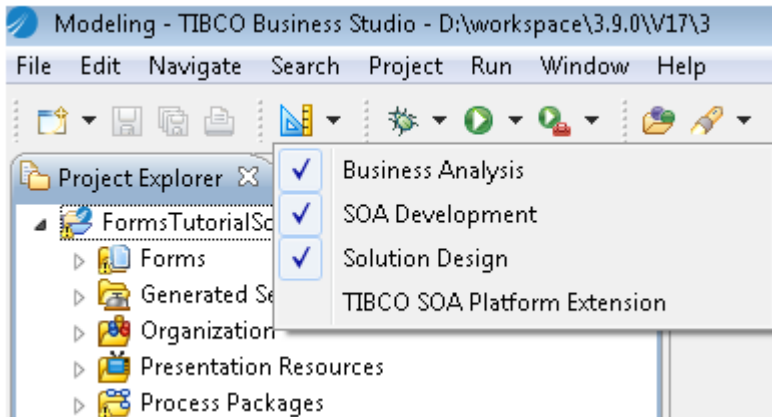 Modeling - TIBCO Business Studio - D:\workspace\3.9.0\V17\3
File Edit Navigate Search Project Run Window Help
Project Explorer
Business Analysis
SOA Development
Solution Design
TIBCO SOA Platform Extension
FormsTutorialSc
Forms
Generated Se
Organization
Presentation Resources
Process Packages